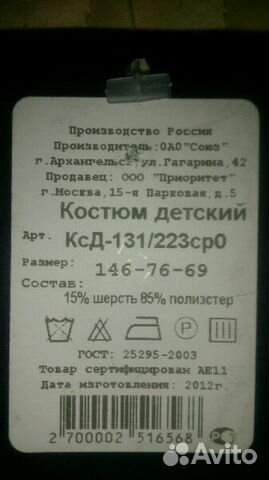 Производство Россия
Производитель:ОАО"Союз"
г.Архангельск ул.Гагарина,42
Продавец: ООО "Приоритет"
г.Москва,15-я Парковая,д.5
Костюм детский
Арт. КсД-131/223ср0
Размер: 146-76-69
Состав:
15% шерсть 85% полиэстер
P
ГОСТ: 25295-2003
Товар сертифицирован АЕ11
Дата изготовления: 2012г.
2 700002 516568
Avito